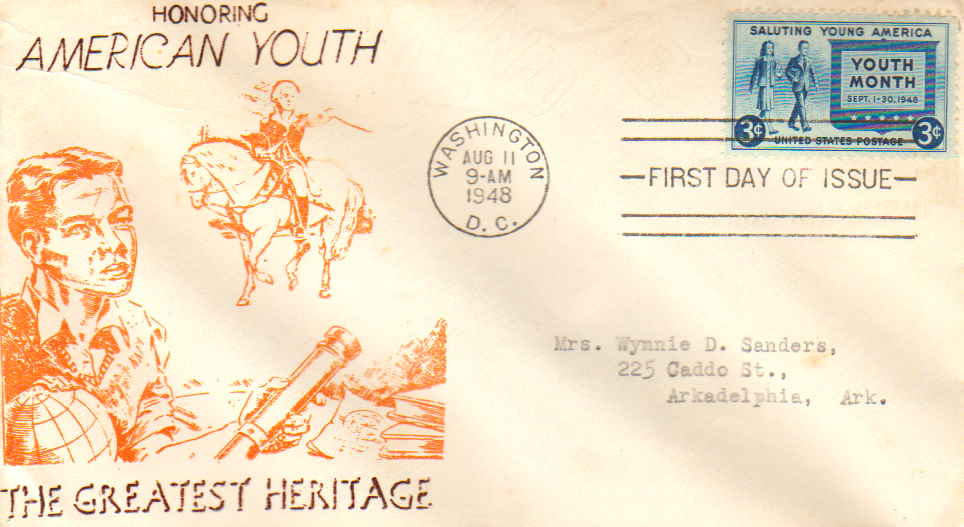 HONORING
AMERICAN YOUTH
SALUTING YOUNG AMERICA
YOUTH
MONTH
SEPT. 1-30, 1948
3¢ 3¢
UNITED STATES POSTAGE
WASHINGTON
AUG 11
9-AM
1948
D. C.
FIRST DAY OF ISSUE
Mrs. Wynnie D. Sanders,
225 Caddo St.,
Arkadelphia, Ark.
THE GREATEST HERITAGE